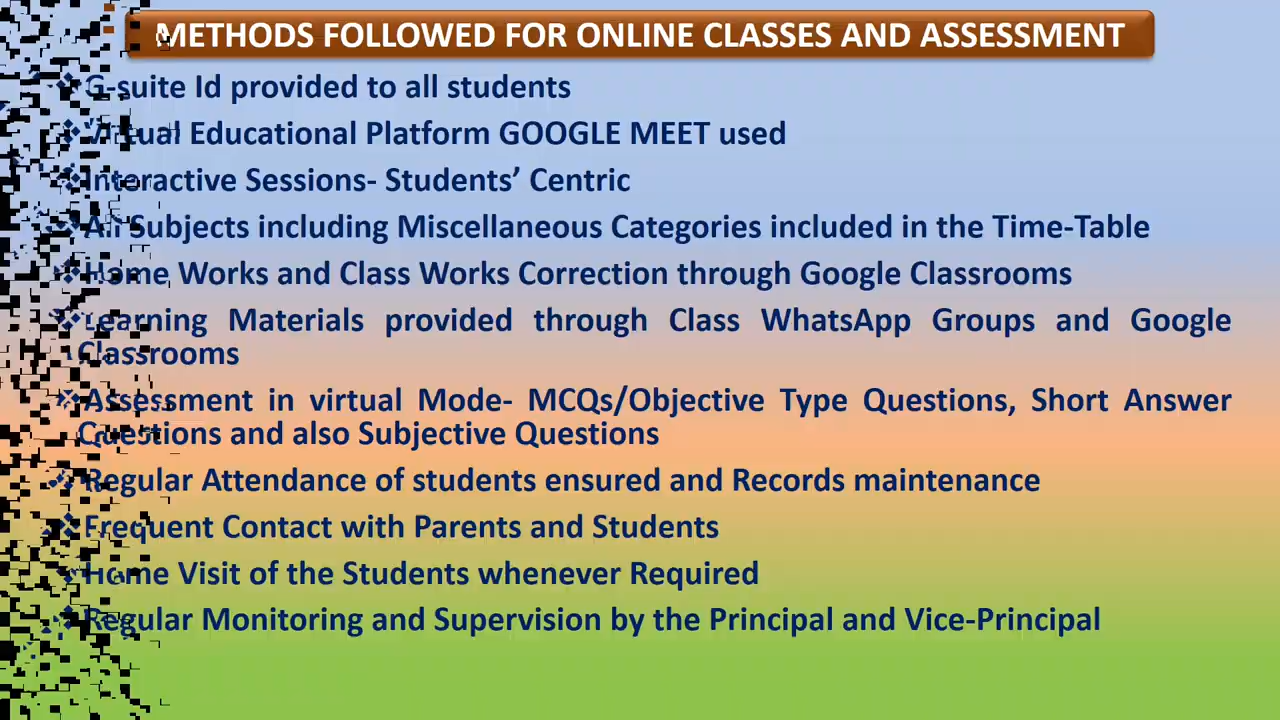 METHODS FOLLOWED FOR ONLINE CLASSES AND ASSESSMENT
❖G-suite Id provided to all students
❖Virtual Educational Platform GOOGLE MEET used
❖Interactive Sessions- Students’ Centric
❖All Subjects including Miscellaneous Categories included in the Time-Table
❖Home Works and Class Works Correction through Google Classrooms
❖Learning Materials provided through Class WhatsApp Groups and Google
Classrooms
❖Assessment in virtual Mode- MCQs/Objective Type Questions, Short Answer
Questions and also Subjective Questions
❖Regular Attendance of students ensured and Records maintenance
❖Frequent Contact with Parents and Students
❖Home Visit of the Students whenever Required
❖Regular Monitoring and Supervision by the Principal and Vice-Principal